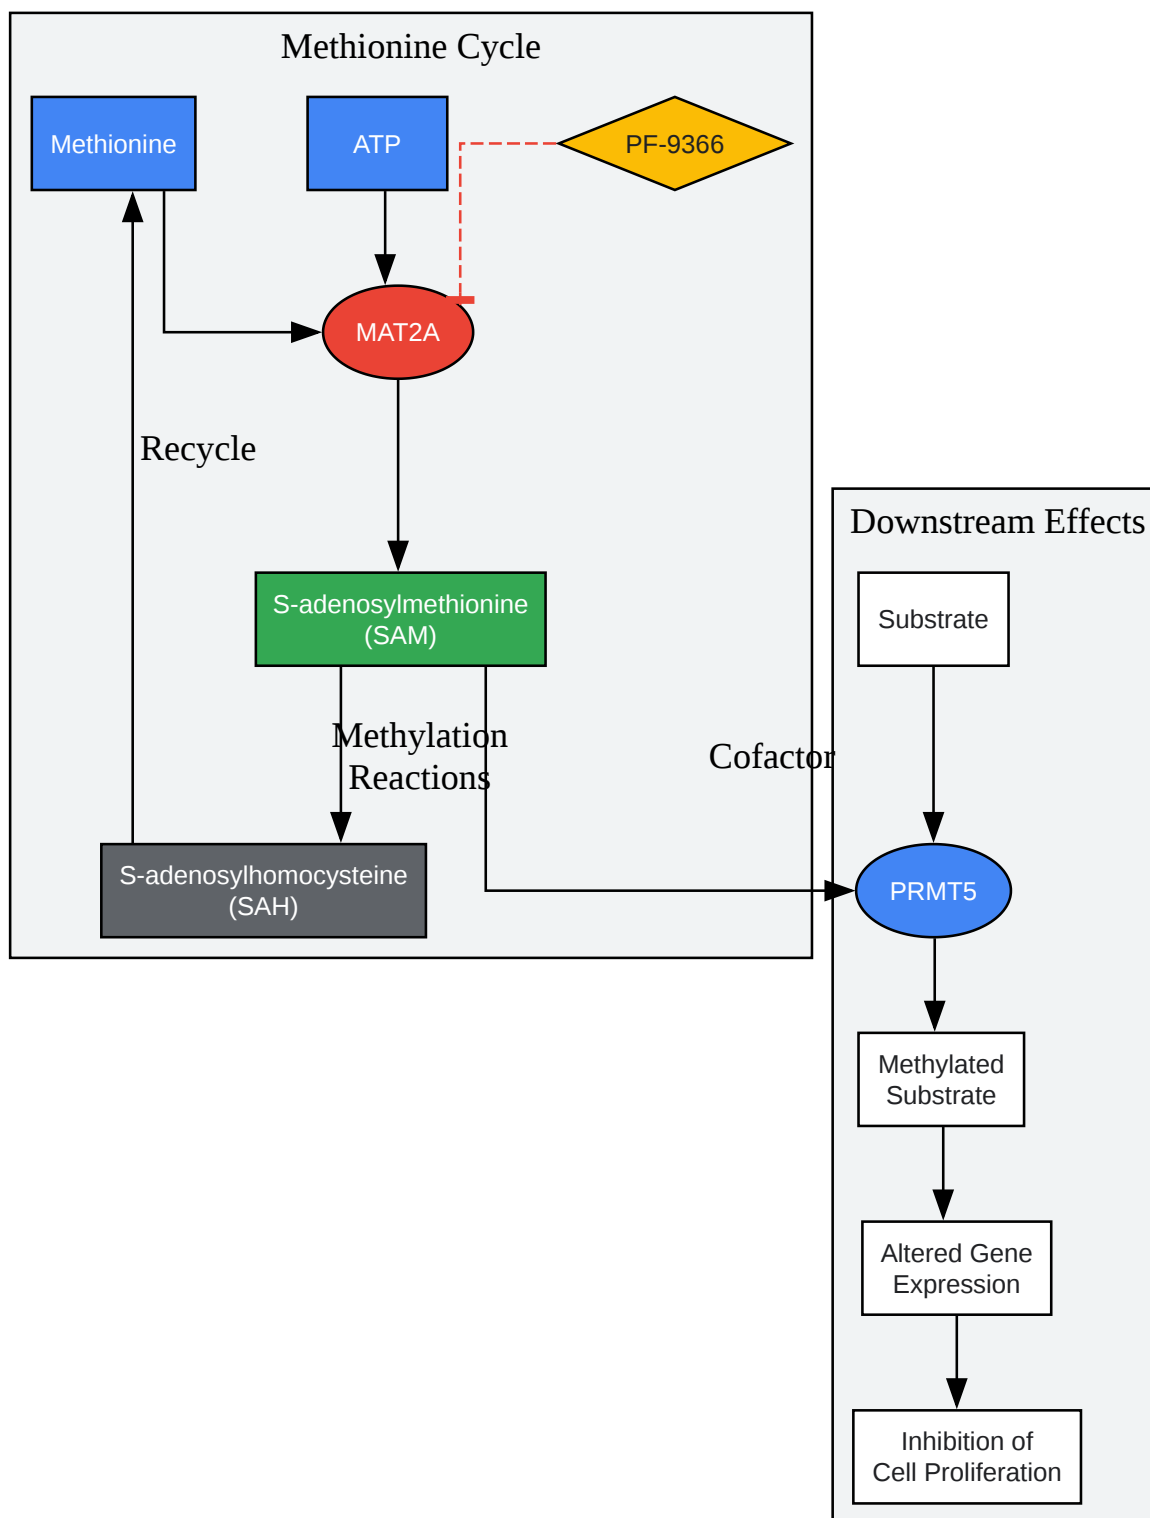 Methionine Cycle
Methionine
ATP
PF-9366
MAT2A
Recycle
S-adenosylmethionine
(SAM)
Methylation
Reactions
Cofactor
S-adenosylhomocysteine
(SAH)
Downstream Effects
Substrate
PRMT5
Methylated
Substrate
Altered Gene
Expression
Inhibition of
Cell Proliferation